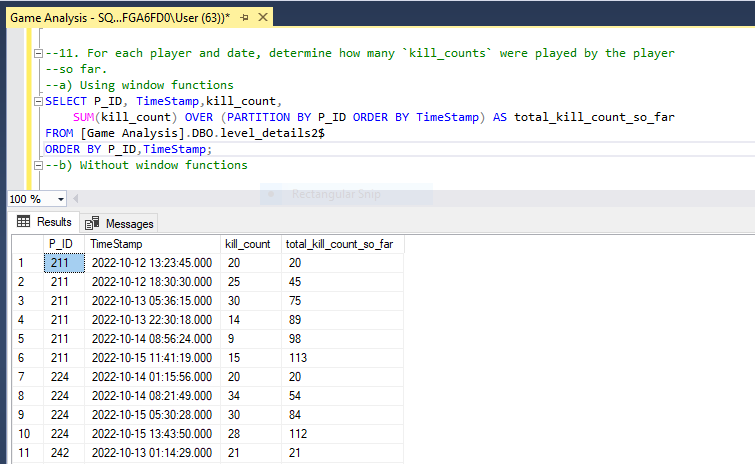 Game Analysis - SQ...FGA6FD0\User (63))*
--11. For each player and date, determine how many `kill_counts` were played by the player
--so far.
--a) Using window functions
SELECT P_ID, TimeStamp,kill_count,
SUM(kill_count) OVER (PARTITION BY P_ID ORDER BY TimeStamp) AS total_kill_count_so_far
FROM [Game Analysis].DBO.level_details2$
ORDER BY P_ID,TimeStamp;
--b) Without window functions
Rectangular Snip
100 %
Results Messages
P_ID TimeStamp kill_count total_kill_count_so_far
1 211 2022-10-12 13:23:45.000 20 20
2 211 2022-10-12 18:30:30.000 25 45
3 211 2022-10-13 05:36:15.000 30 75
4 211 2022-10-13 22:30:18.000 14 89
5 211 2022-10-14 08:56:24.000 9 98
6 211 2022-10-15 11:41:19.000 15 113
7 224 2022-10-14 01:15:56.000 20 20
8 224 2022-10-14 08:21:49.000 34 54
9 224 2022-10-15 05:30:28.000 30 84
10 224 2022-10-15 13:43:50.000 28 112
11 242 2022-10-13 01:14:29.000 21 21